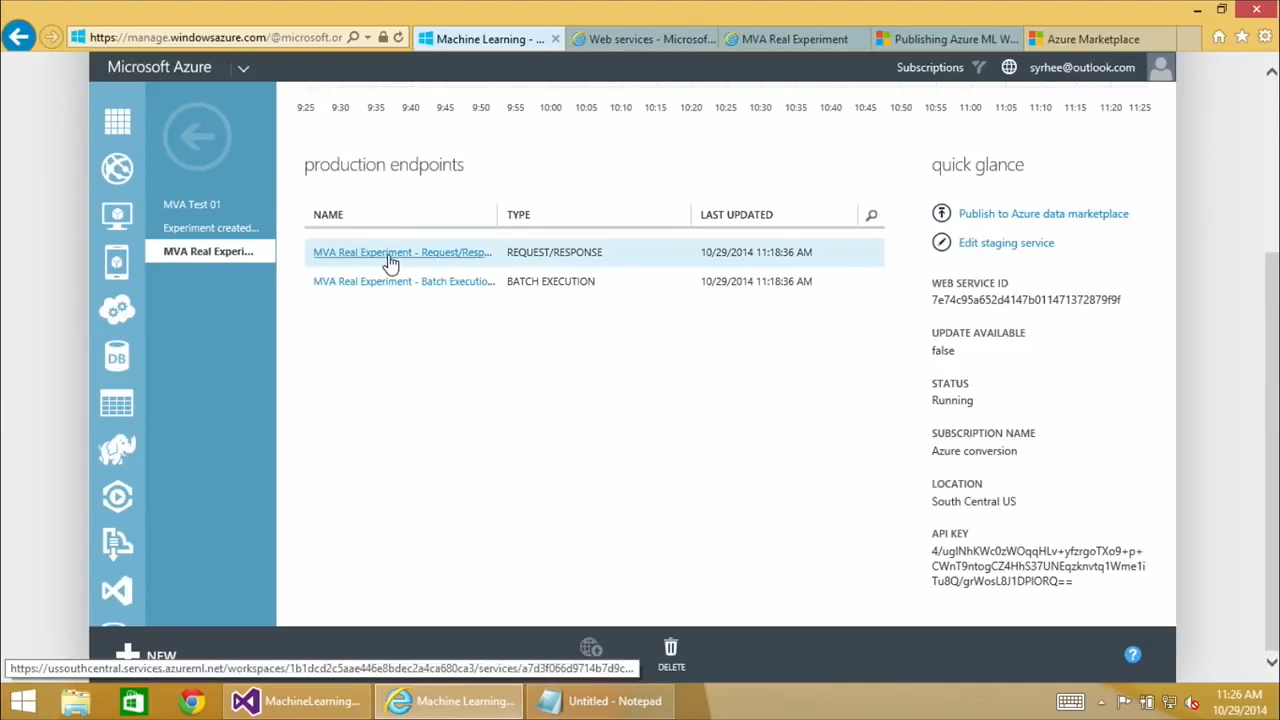 https://manage.windowsazure.com/@microsoft.or
Machine Learning - ...
Web services - Microsof...
MVA Real Experiment
Publishing Azure ML W...
Azure Marketplace
Microsoft Azure
Subscriptions
syrhee@outlook.com
9:25 9:30 9:35 9:40 9:45 9:50 9:55 10:00 10:05 10:10 10:15 10:20 10:25 10:30 10:35 10:40 10:45 10:50 10:55 11:00 11:05 11:10 11:15 11:20 11:25
MVA Test 01
Experiment created...
MVA Real Experi...
production endpoints
NAME TYPE LAST UPDATED
MVA Real Experiment - Request/Resp... REQUEST/RESPONSE 10/29/2014 11:18:36 AM
MVA Real Experiment - Batch Executio... BATCH EXECUTION 10/29/2014 11:18:36 AM
quick glance
Publish to Azure data marketplace
Edit staging service
WEB SERVICE ID
7e74c95a652d4147b011471372879f9f
UPDATE AVAILABLE
false
STATUS
Running
SUBSCRIPTION NAME
Azure conversion
LOCATION
South Central US
API KEY
4/uglNhKWc0zWOqqHLv+yfzrgoTXo9+p+
CWnT9ntogCZ4HhS37UNEqzknvtq1Wme1i
Tu8Q/grWosL8J1DPIORQ==
DB
NEW
DELETE
?
https://ussouthcentral.services.azureml.net/workspaces/1b1dcd2c5aae446e8bdec2a4ca680ca3/services/a7d3f066d9714b7d9c...
MachineLearning...
Machine Learning...
Untitled - Notepad
11:26 AM
10/29/2014